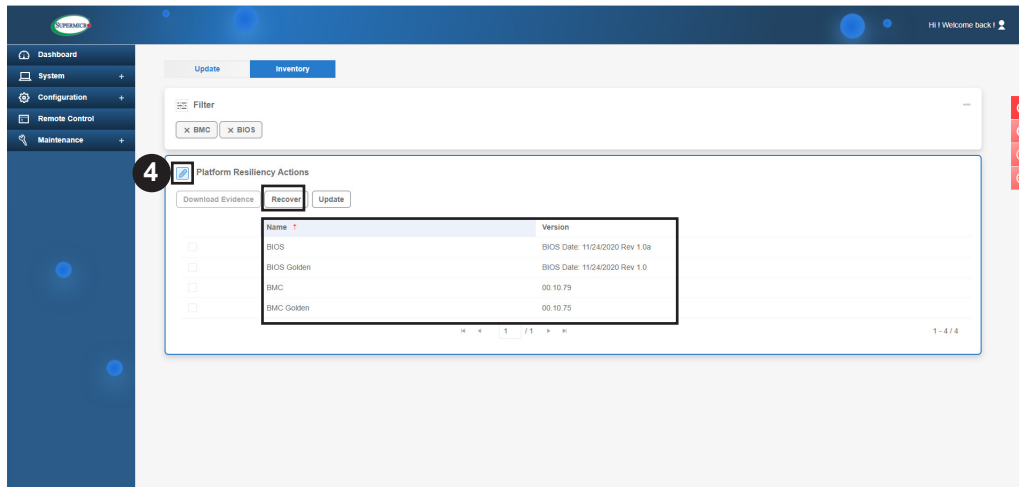 SUPERMICR
Hi ! Welcome back !
Dashboard
System +
Configuration +
Remote Control
Maintenance +
Update Inventory
Filter
× BMC × BIOS
4 Platform Resiliency Actions
Download Evidence Recover Update
Name ↑ Version
BIOS BIOS Date: 11/24/2020 Rev 1.0a
BIOS Golden BIOS Date: 11/24/2020 Rev 1.0
BMC 00.10.79
BMC Golden 00.10.75
1 / 1 1 - 4 / 4